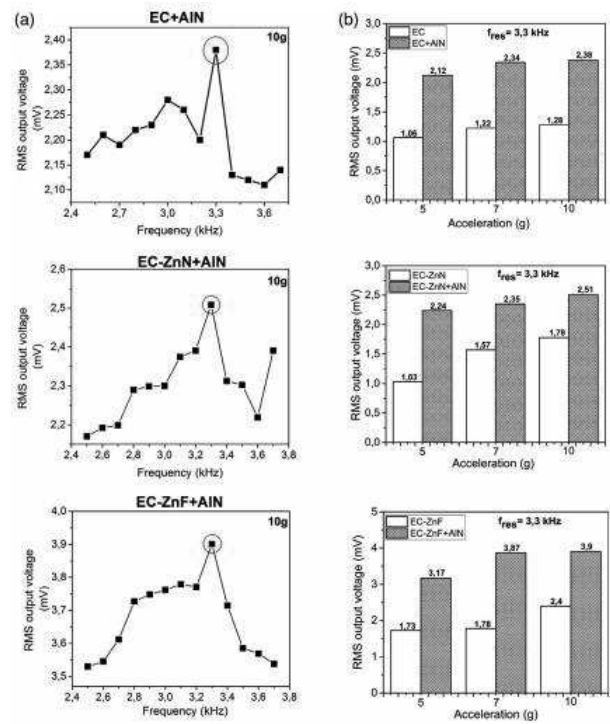 (a)
EC+AlN
10g
2,40
2,35
2,30
2,25
2,20
2,15
2,10
RMS output voltage
(mV)
2,4 2,7 3,0 3,3 3,6
Frequency (kHz)
EC-ZnN+AlN
10g
2,6
2,5
2,4
2,3
2,2
RMS output voltage
(mV)
2,4 2,6 2,8 3,0 3,2 3,4 3,6 3,8
Frequency (kHz)
EC-ZnF+AlN
10g
4,0
3,9
3,8
3,7
3,6
3,5
RMS output voltage
(mV)
2,4 2,6 2,8 3,0 3,2 3,4 3,6 3,8
Frequency (kHz)
(b)
EC
EC+AlN
fres= 3,3 kHz
3,0
2,5
2,0
1,5
1,0
0,5
0,0
RMS output voltage (mV)
1,06 2,12 1,22 2,34 1,28 2,38
5 7 10
Acceleration (g)
EC-ZnN
EC-ZnN+AlN
fres= 3,3 kHz
3,0
2,5
2,0
1,5
1,0
0,5
0,0
RMS output voltage (mV)
1,03 2,24 1,57 2,35 1,78 2,51
5 7 10
Acceleration (g)
EC-ZnF
EC-ZnF+AlN
fres= 3,3 kHz
5
4
3
2
1
0
RMS output voltage (mV)
1,73 3,17 1,78 3,87 2,4 3,9
5 7 10
Acceleration (g)